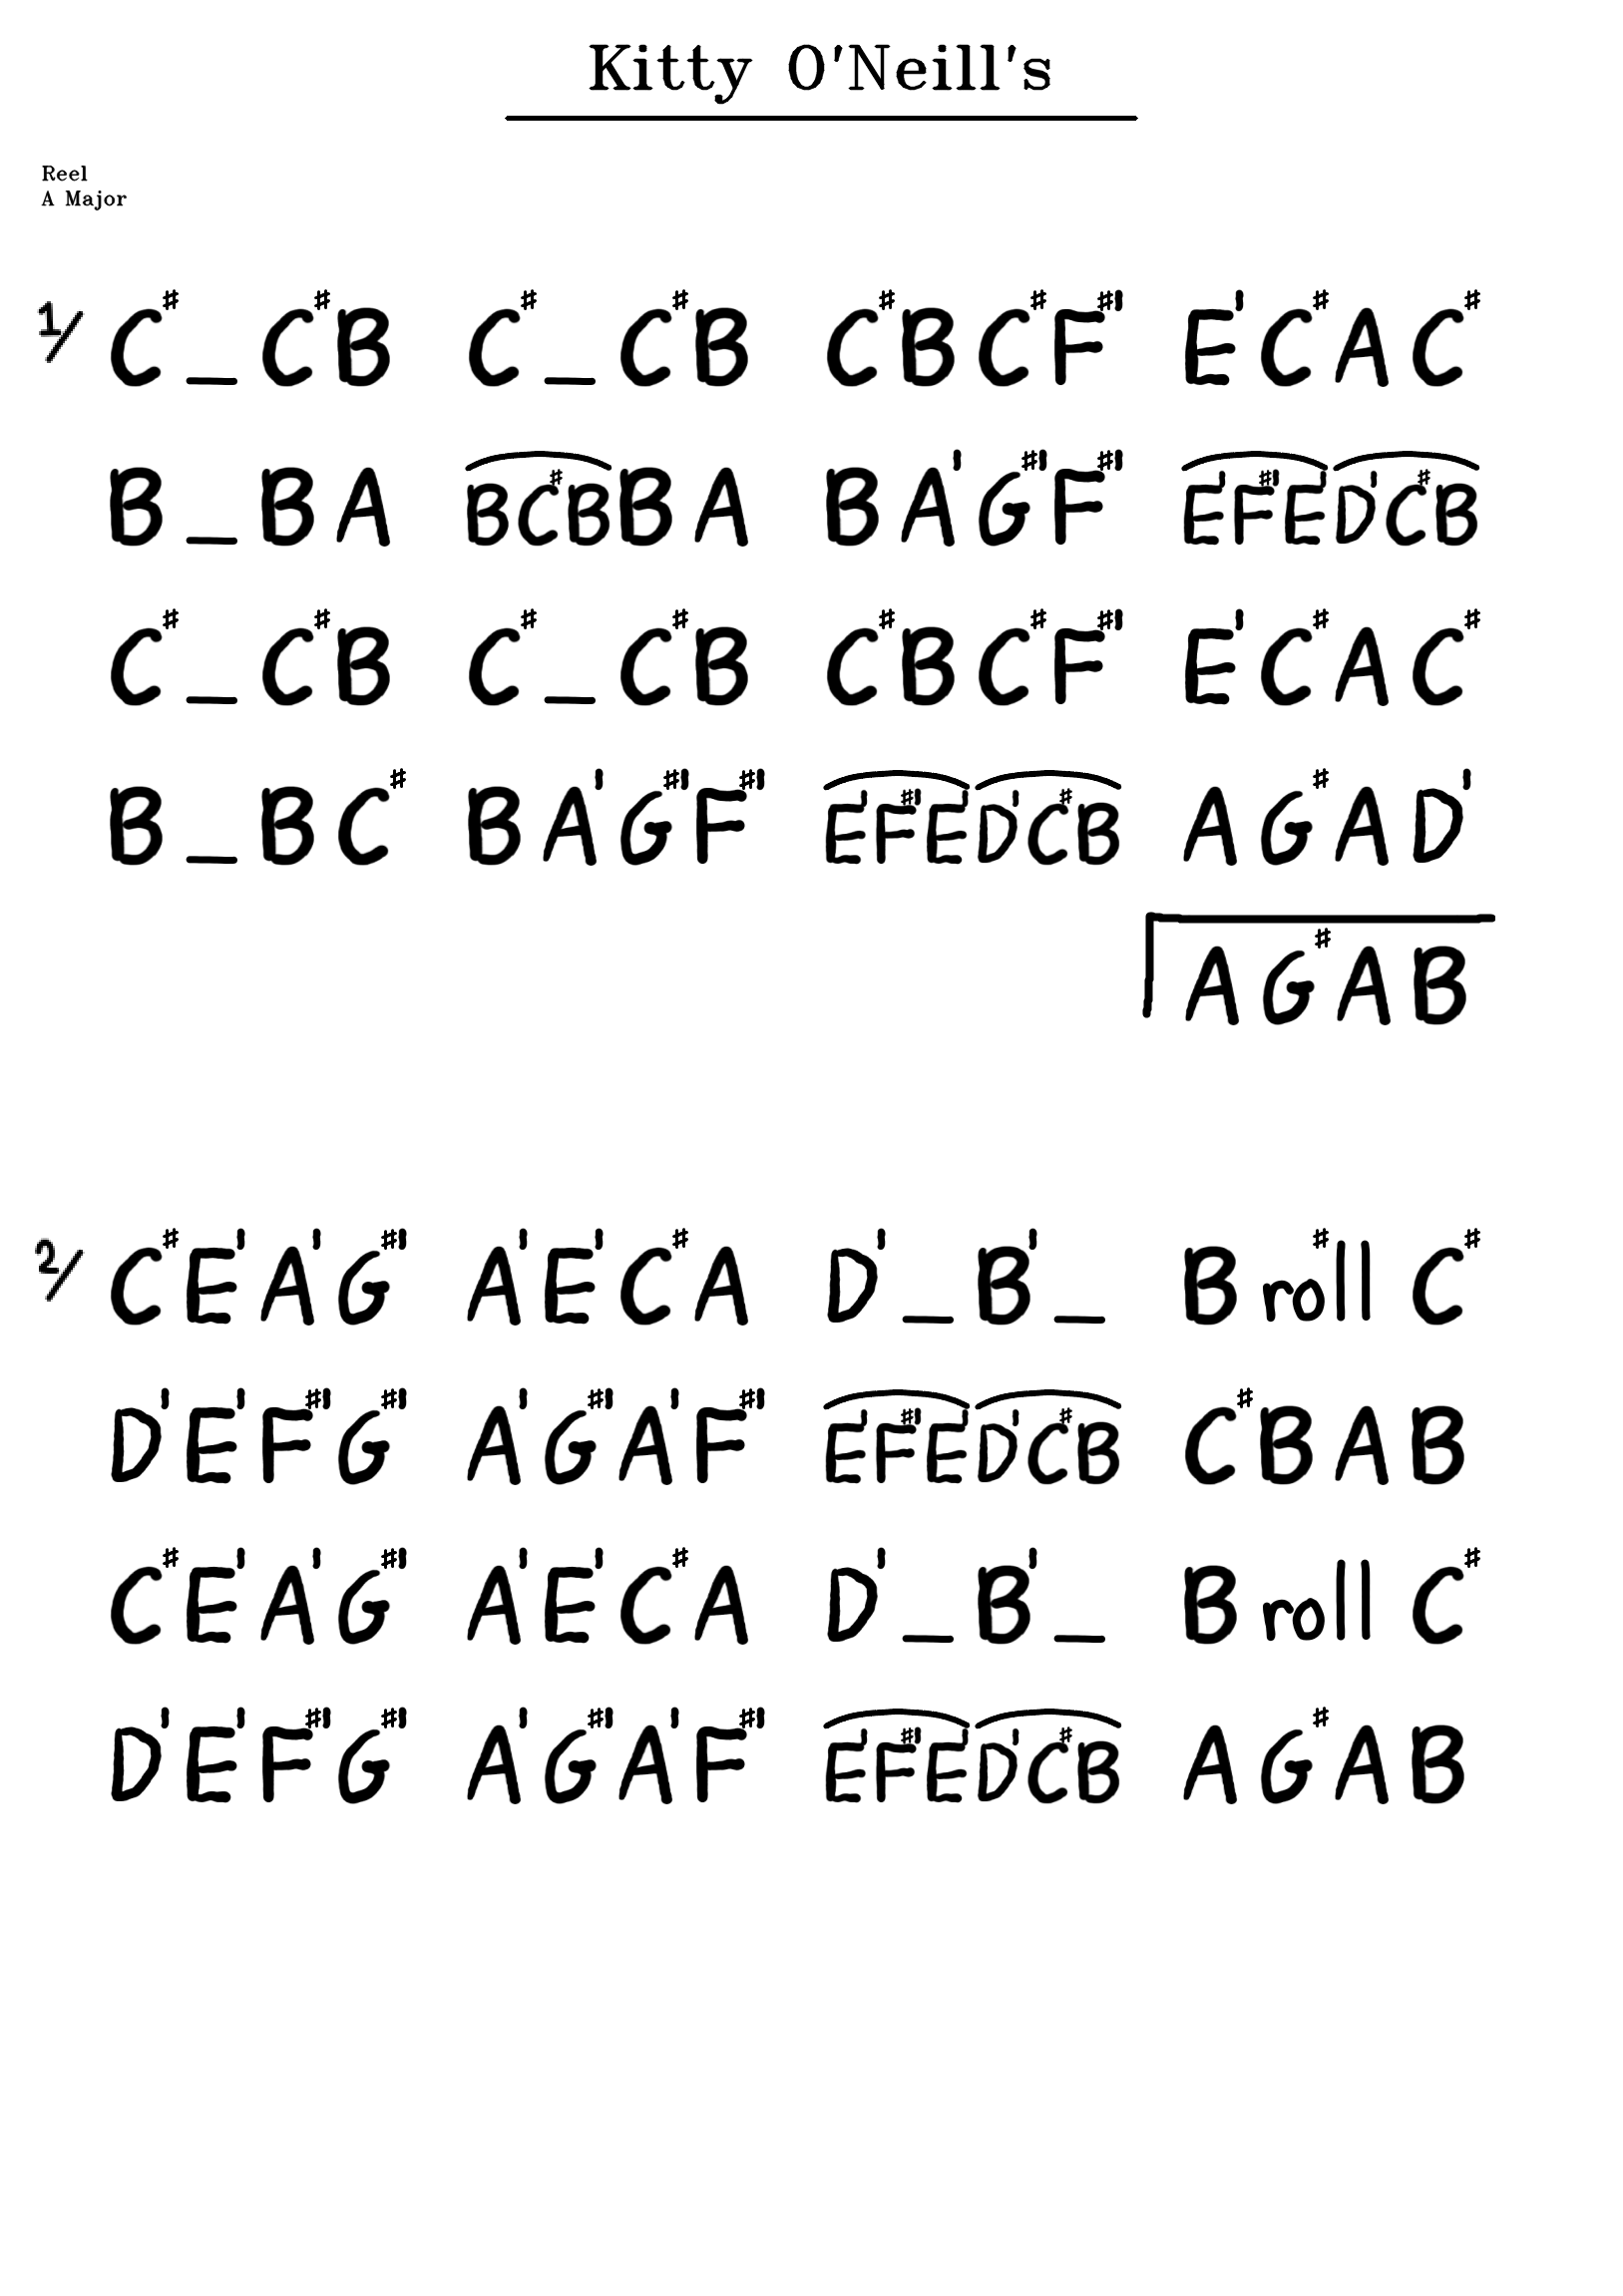 Kitty O'Neill's
Reel
A Major
1/ C♯_C♯B C♯_C♯B C♯BC♯F♯' E'C♯AC♯
B_BA BC♯BBA BA'G♯'F♯' E'F♯'E'D'C♯B
C♯_C♯B C♯_C♯B C♯BC♯F♯' E'C♯AC♯
B_BC♯ BA'G♯'F♯' E'F♯'E'D'C♯B AG♯AD'
AG♯AB
2/ C♯E'A'G♯' A'E'C♯A D'_B'_ B roll♯ C♯
D'E'F♯'G♯' A'G♯'A'F♯' E'F♯'E'D'C♯B C♯BAB
C♯E'A'G♯' A'E'C♯A D'_B'_ B roll C♯
D'E'F♯'G♯' A'G♯'A'F♯' E'F♯'E'D'C♯B AG♯AB